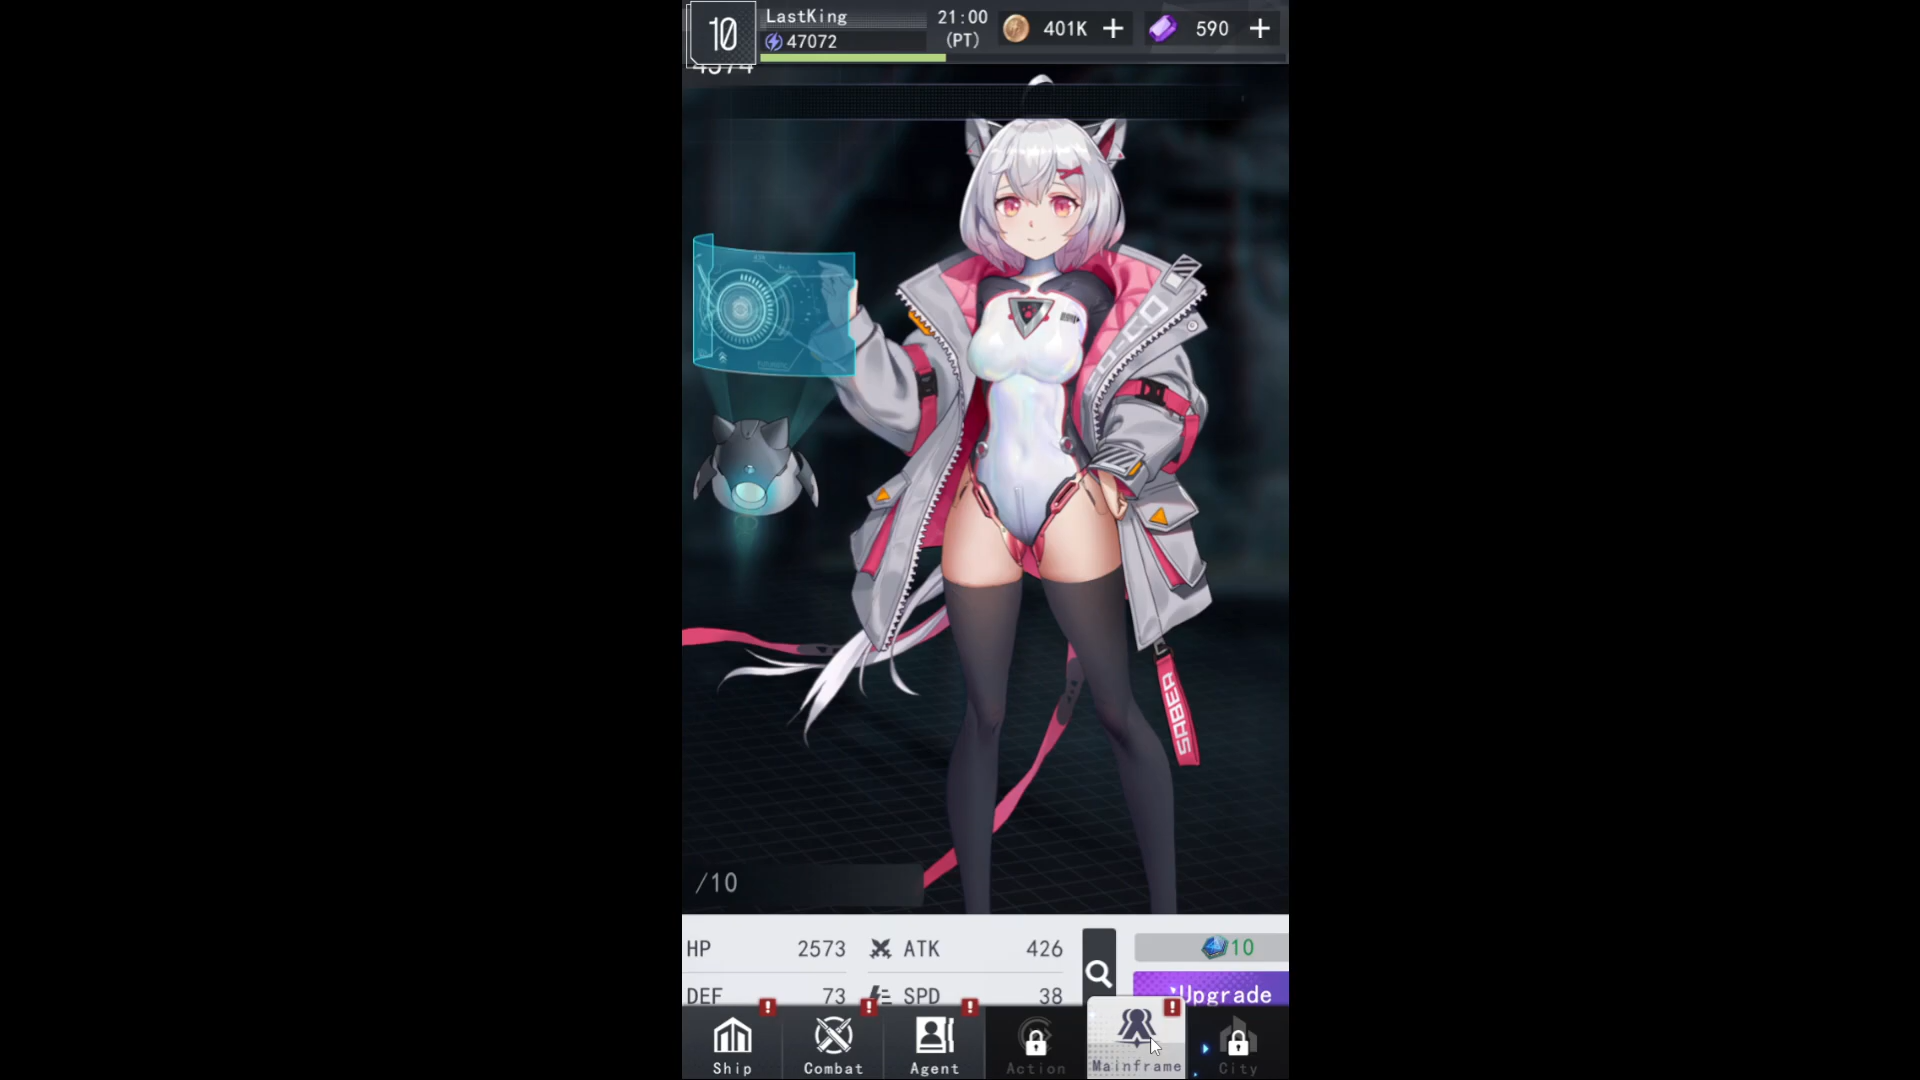 10
LastKing
47072
21:00
(PT)
401K
590
4574
SABER
/10
HP 2573
ATK 426
10
DEF 73
SPD 38
Upgrade
Ship
Combat
Agent
Action
Mainframe
City